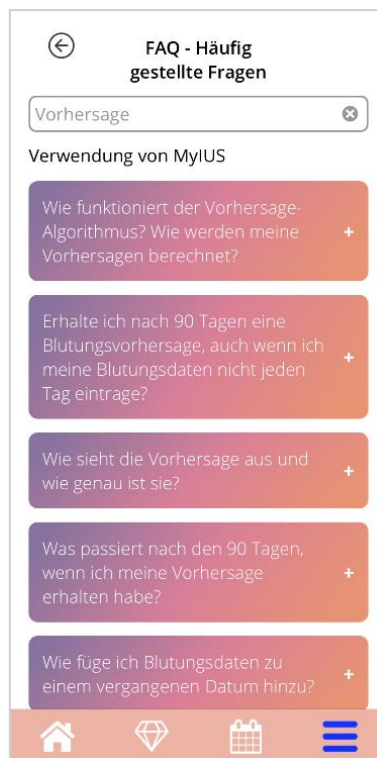 FAQ - Häufig
gestellte Fragen
Vorhersage
Verwendung von MyIUS
Wie funktioniert der Vorhersage-
Algorithmus? Wie werden meine
Vorhersagen berechnet?
+
Erhalte ich nach 90 Tagen eine
Blutungsvorhersage, auch wenn ich
meine Blutungsdaten nicht jeden
Tag eintrage?
+
Wie sieht die Vorhersage aus und
wie genau ist sie?
+
Was passiert nach den 90 Tagen,
wenn ich meine Vorhersage
erhalten habe?
+
Wie füge ich Blutungsdaten zu
einem vergangenen Datum hinzu?
+